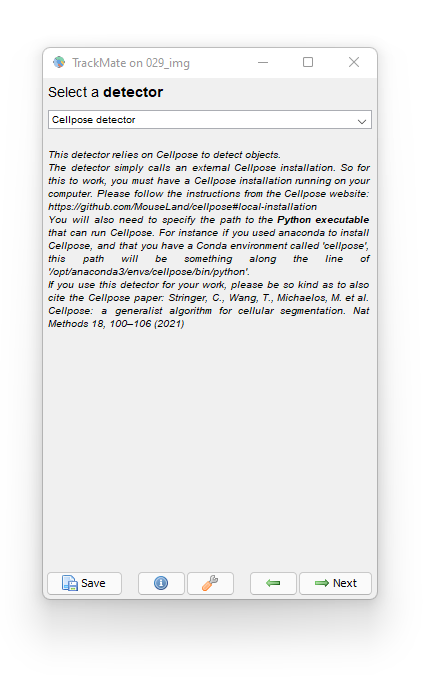 TrackMate on 029_img
Select a detector
Cellpose detector
This detector relies on Cellpose to detect objects.
The detector simply calls an external Cellpose installation. So for
this to work, you must have a Cellpose installation running on your
computer. Please follow the instructions from the Cellpose website:
https://github.com/MouseLand/cellpose#local-installation
You will also need to specify the path to the Python executable
that can run Cellpose. For instance if you used anaconda to install
Cellpose, and that you have a Conda environment called 'cellpose',
this path will be something along the line of
'/opt/anaconda3/envs/cellpose/bin/python'.
If you use this detector for your work, please be so kind as to also
cite the Cellpose paper: Stringer, C., Wang, T., Michaelos, M. et al.
Cellpose: a generalist algorithm for cellular segmentation. Nat
Methods 18, 100–106 (2021)
Save
Next